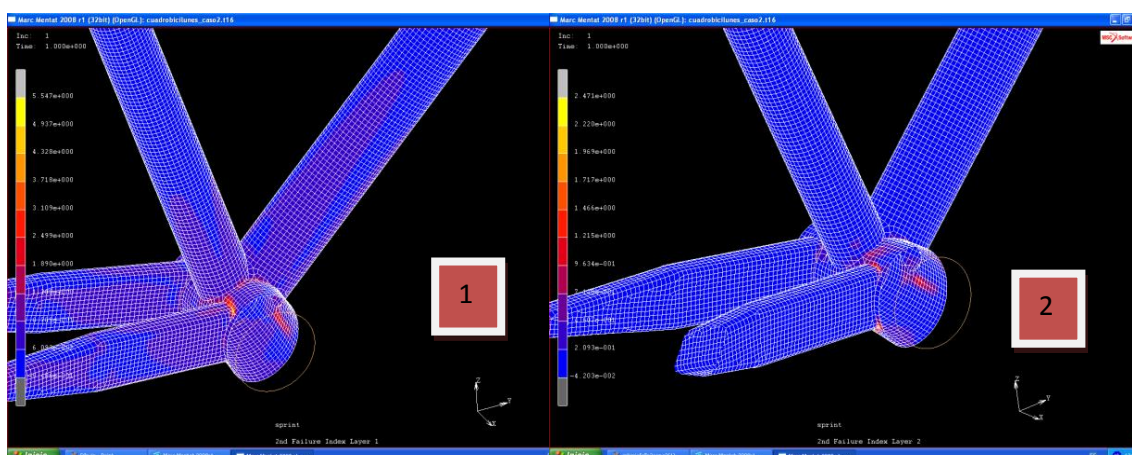 Marc Mentat 2008 r1 (32bit) (OpenGL): cuadrobicilunes_caso2.t16
Inc: 1
Time: 1.000e+000
5.547e+000
4.937e+000
4.328e+000
3.718e+000
3.109e+000
2.499e+000
1.890e+000
1
Z
Y
X
sprint
2nd Failure Index Layer 1
Inicio
Marc Mentat 2008 r1 (32bit) (OpenGL): cuadrobicilunes_caso2.t16
Inc: 1
Time: 1.000e+000
2.471e+000
2.220e+000
1.969e+000
1.717e+000
1.466e+000
1.215e+000
9.634e-001
2.093e-001
-4.203e-002
2
Z
Y
X
sprint
2nd Failure Index Layer 2
Inicio